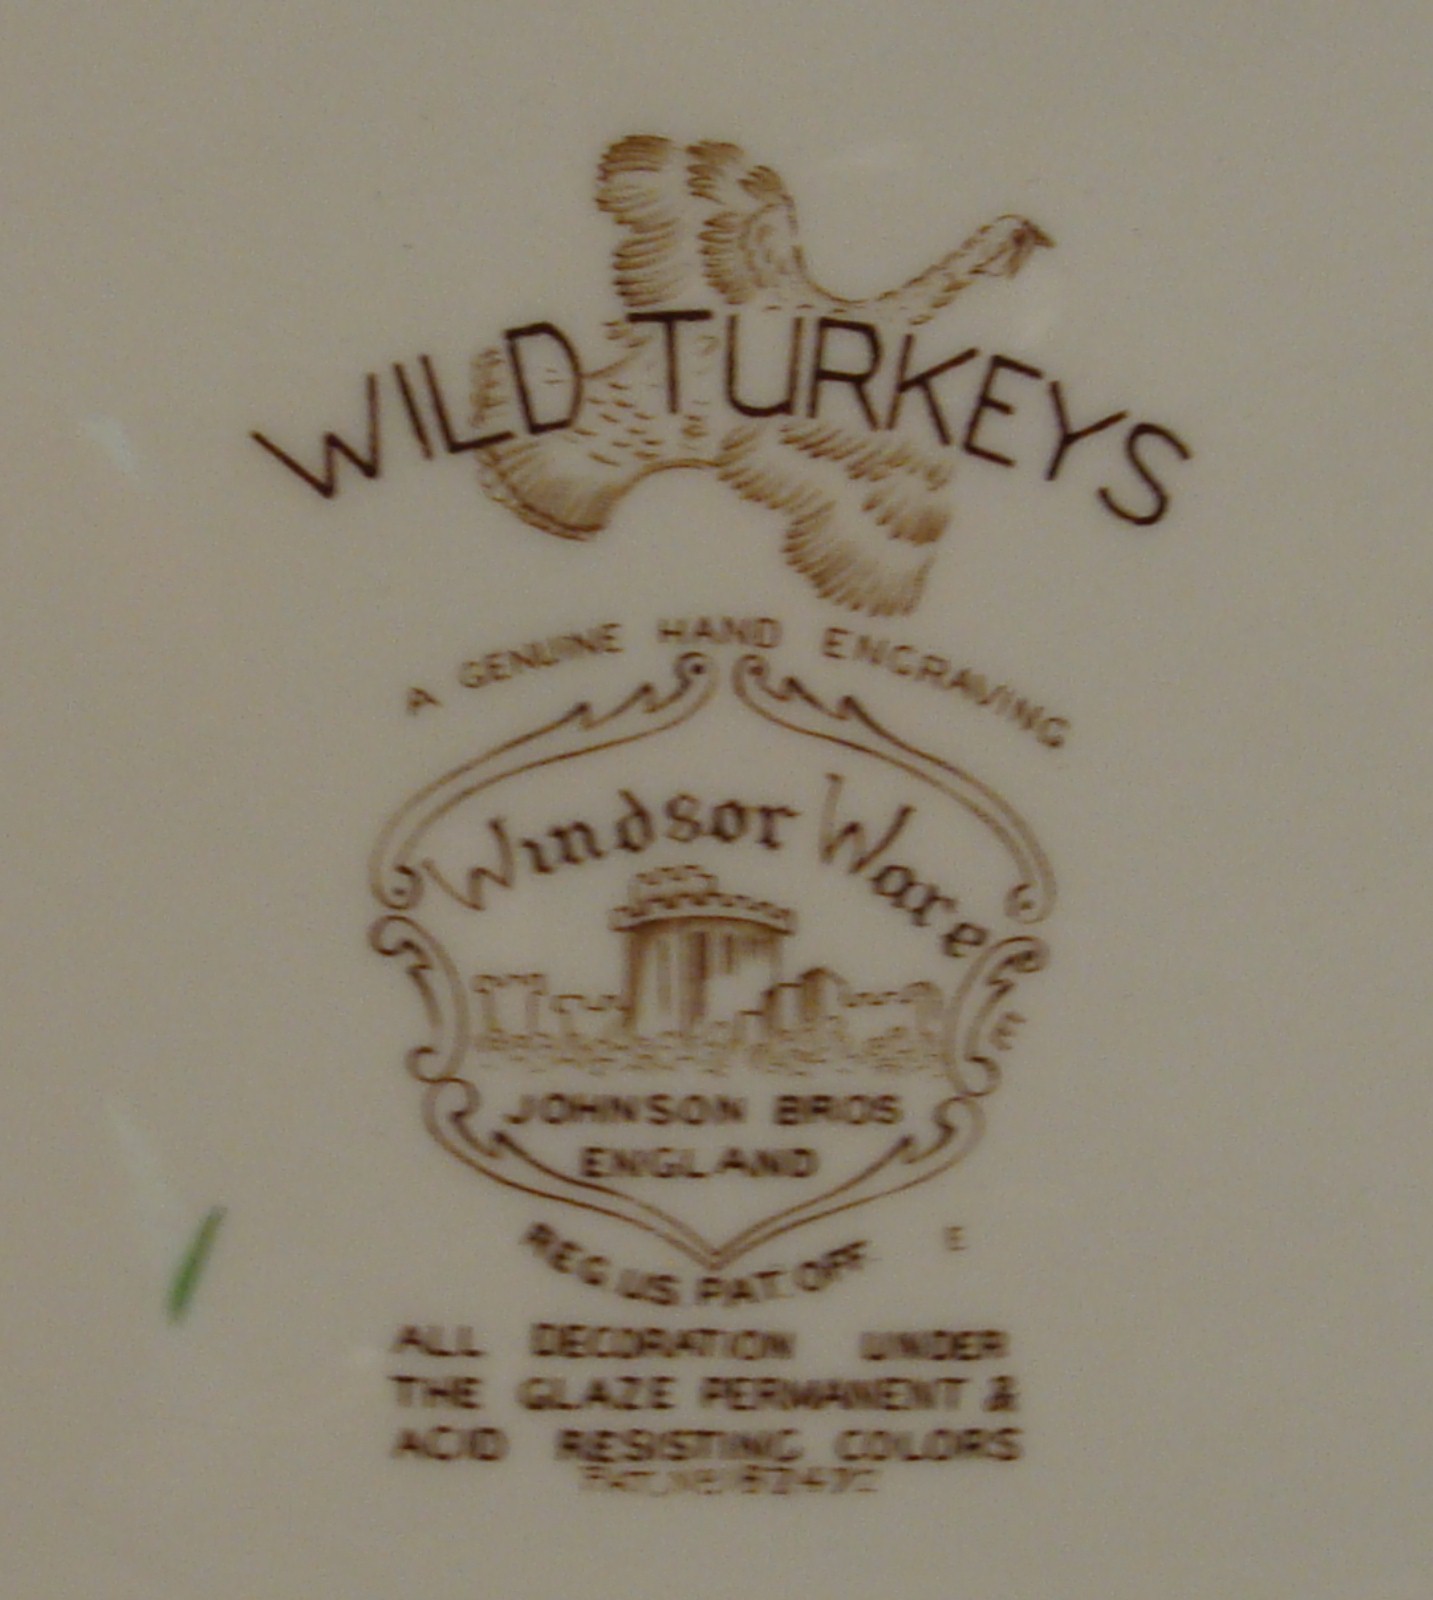 WILD TURKEYS
A GENUINE HAND ENGRAVING
Windsor Ware
E
JOHNSON BROS
ENGLAND
REG US PAT. OFF
E
ALL DECORATION UNDER
THE GLAZE PERMANENT &
ACID RESISTING COLORS